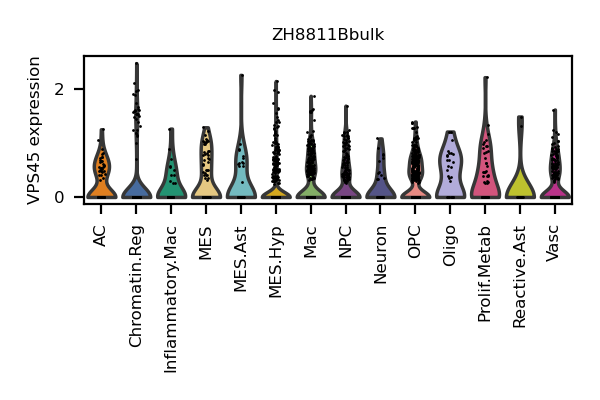 ZH8811Bbulk
VPS45 expression
2
0
AC
Chromatin.Reg
Inflammatory.Mac
MES
MES.Ast
MES.Hyp
Mac
NPC
Neuron
OPC
Oligo
Prolif.Metab
Reactive.Ast
Vasc